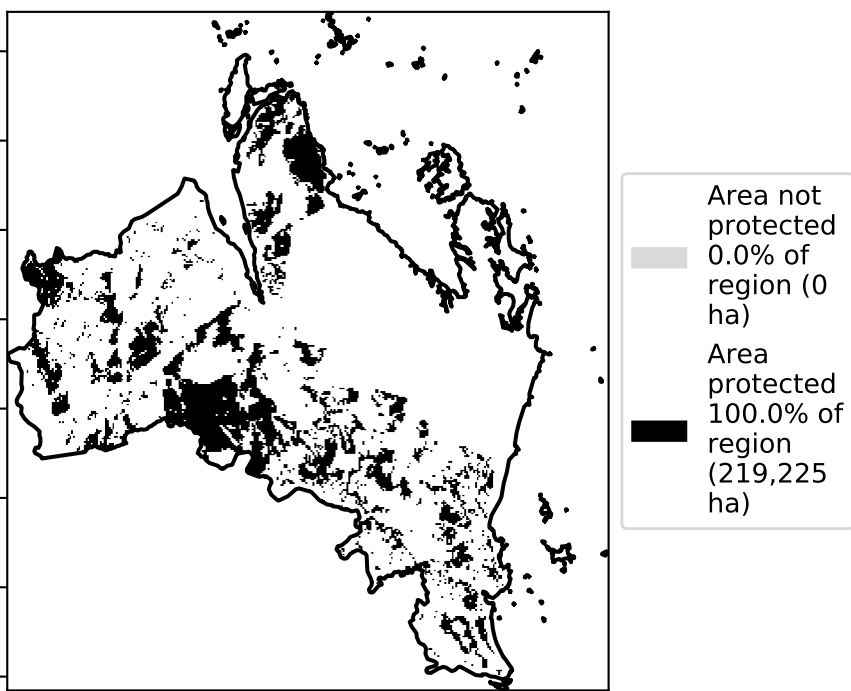 Area not
protected
0.0% of
region (0
ha)
Area
protected
100.0% of
region
(219,225
ha)